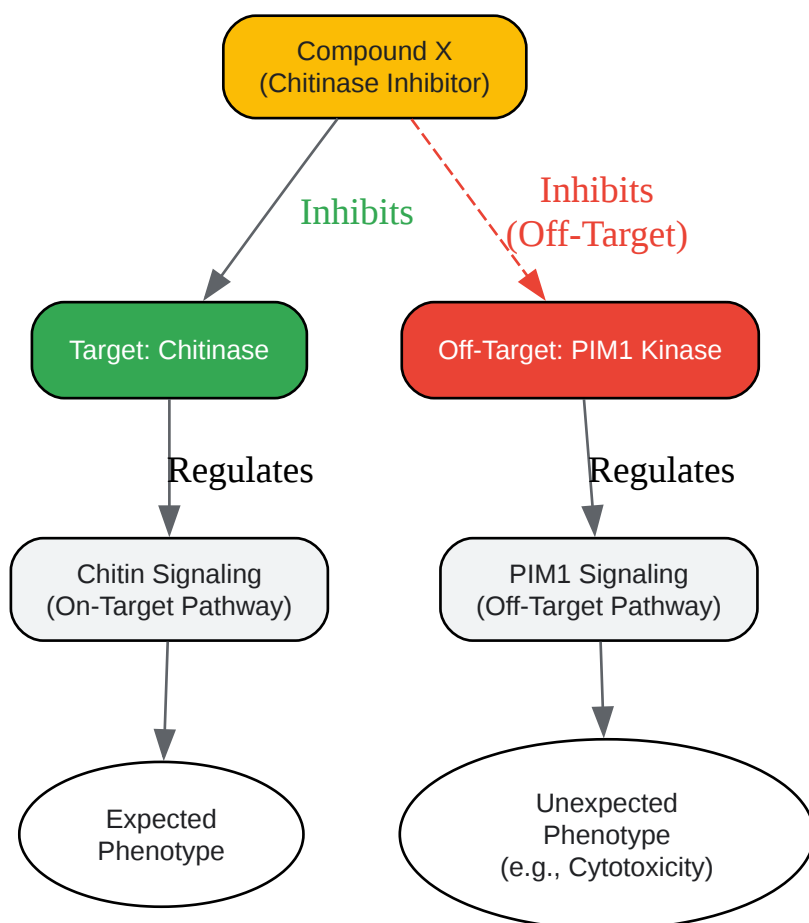 Compound X
(Chitinase Inhibitor)
Inhibits
Inhibits
(Off-Target)
Target: Chitinase
Off-Target: PIM1 Kinase
Regulates
Regulates
Chitin Signaling
(On-Target Pathway)
PIM1 Signaling
(Off-Target Pathway)
Expected
Phenotype
Unexpected
Phenotype
(e.g., Cytotoxicity)